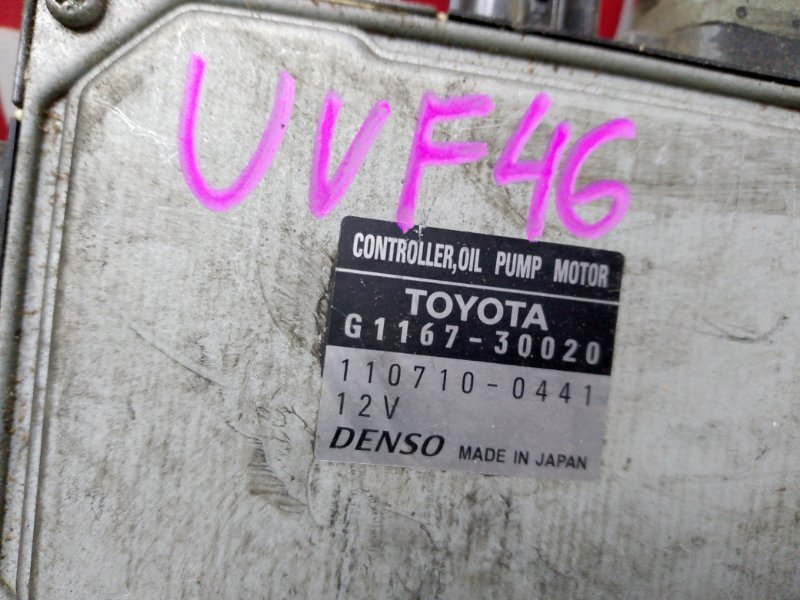 UVF46
CONTROLLER,OIL PUMP MOTOR
TOYOTA
G1167-30020
110710-0441
12V
DENSO MADE IN JAPAN